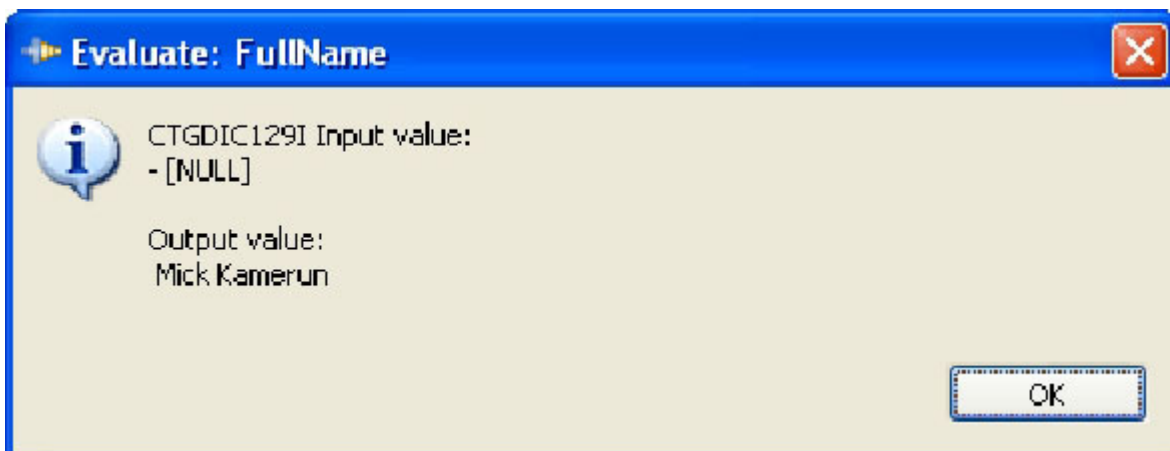 Evaluate: FullName
CTGDIC129I Input value:
- [NULL]
Output value:
Mick Kamerun
OK